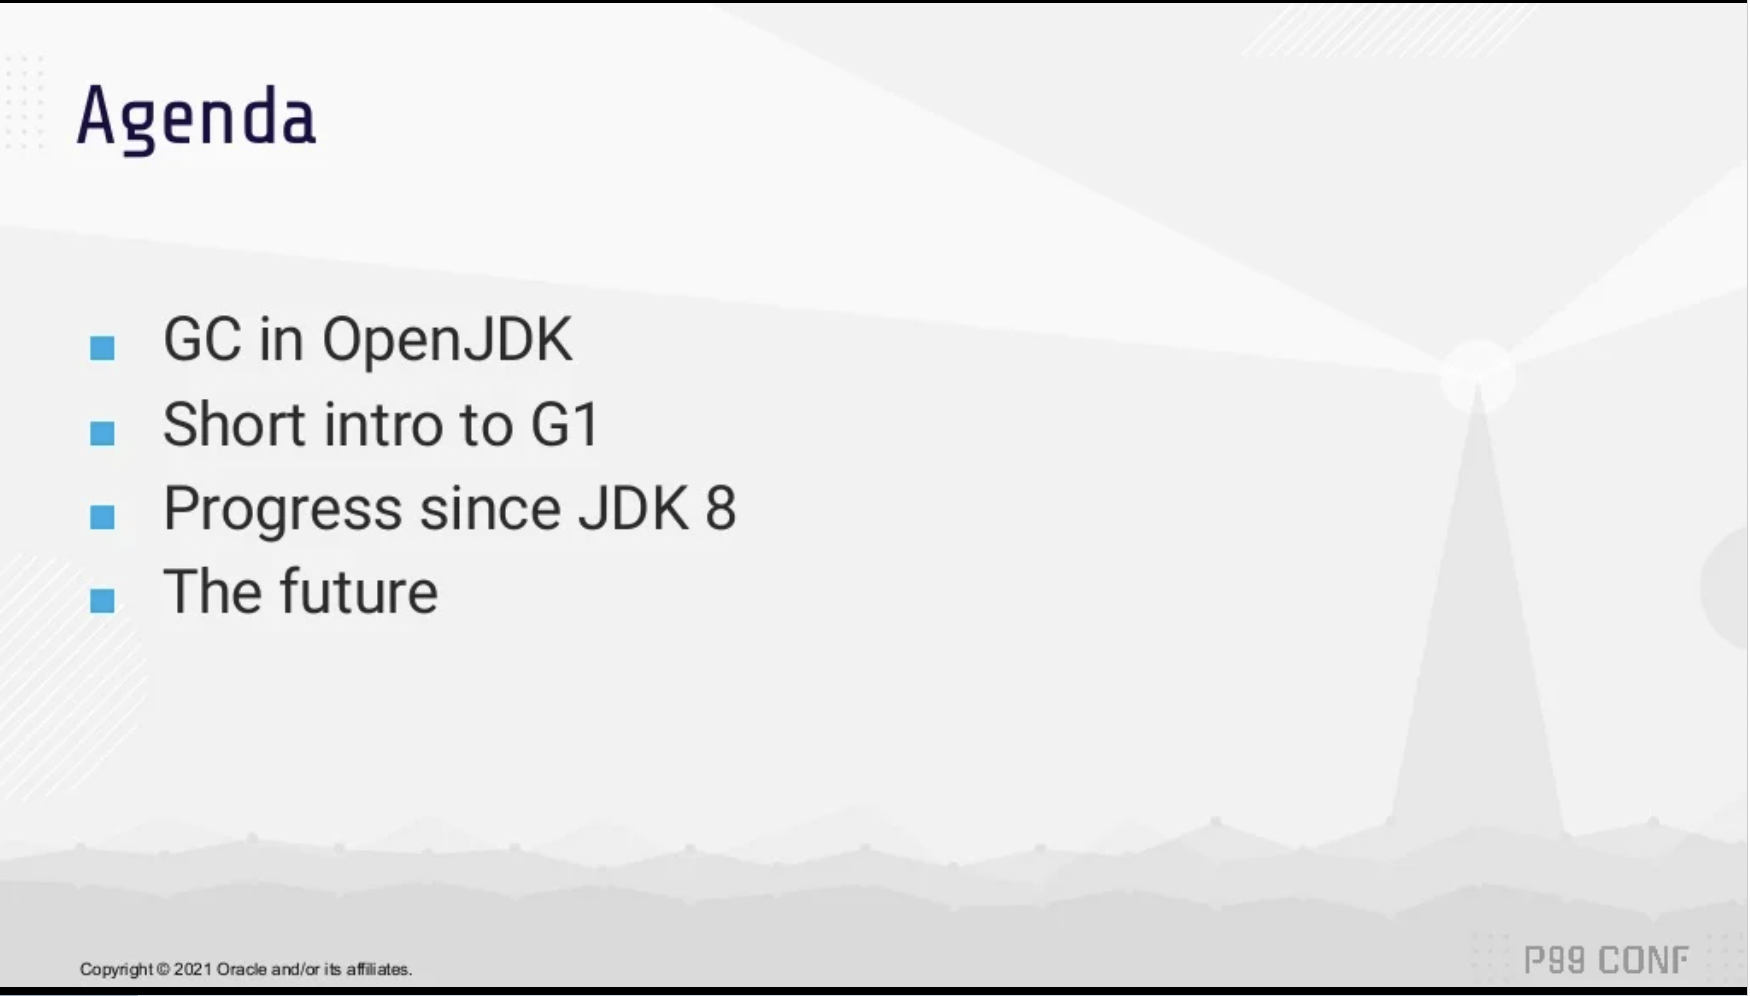 Agenda
GC in OpenJDK
Short intro to G1
Progress since JDK 8
The future
Copyright © 2021 Oracle and/or its affiliates.
P99 CONF